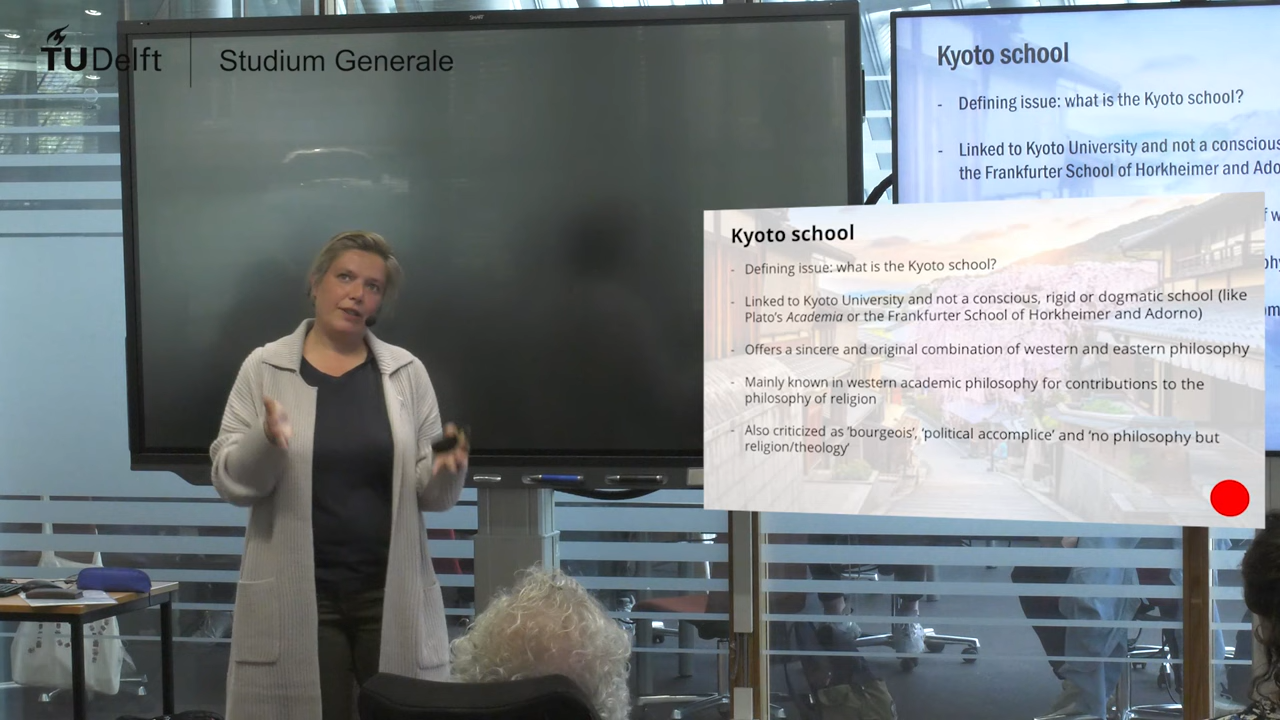 SMART
TUDelft
Studium Generale
Kyoto school
- Defining issue: what is the Kyoto school?
- Linked to Kyoto University and not a conscious
the Frankfurter School of Horkheimer and Ado
Kyoto school
- Defining issue: what is the Kyoto school?
- Linked to Kyoto University and not a conscious, rigid or dogmatic school (like
Plato's Academia or the Frankfurter School of Horkheimer and Adorno)
- Offers a sincere and original combination of western and eastern philosophy
- Mainly known in western academic philosophy for contributions to the
philosophy of religion
- Also criticized as 'bourgeois', 'political accomplice' and 'no philosophy but
religion/theology'